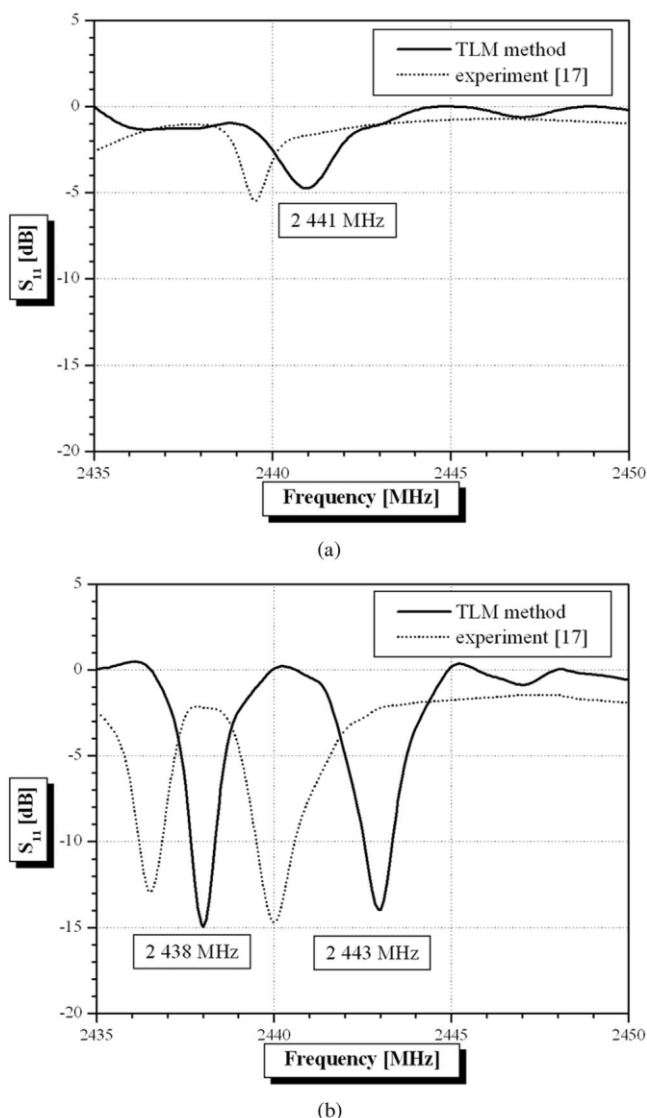 5
0
-5
-10
-15
-20
S11 [dB]
TLM method
experiment [17]
2 441 MHz
2435
2440
2445
2450
Frequency [MHz]
(a)
5
0
-5
-10
-15
-20
S11 [dB]
TLM method
experiment [17]
2 438 MHz
2 443 MHz
2435
2440
2445
2450
Frequency [MHz]
(b)